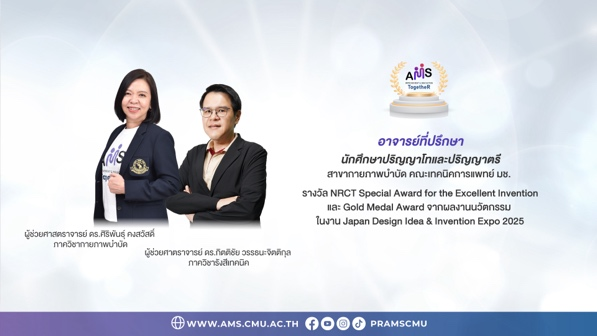 AMS
TogetheR
อาจารย์ที่ปรึกษา
นักศึกษาปริญญาโทและปริญญาตรี
สาขากายภาพบำบัด คณะเทคนิคการแพทย์ มช.
รางวัล NRCT Special Award for the Excellent Invention
และ Gold Medal Award จากผลงานนวัตกรรม
ในงาน Japan Design Idea & Invention Expo 2025
ผู้ช่วยศาสตราจารย์ ดร.ศิริพันธุ์ คงสวัสดิ์
ภาควิชากายภาพบำบัด
ผู้ช่วยศาตราจารย์ ดร.กิตติชัย วรรธนะจิตติกุล
ภาควิชารังสีเทคนิค
WWW.AMS.CMU.AC.TH
PRAMSCMU